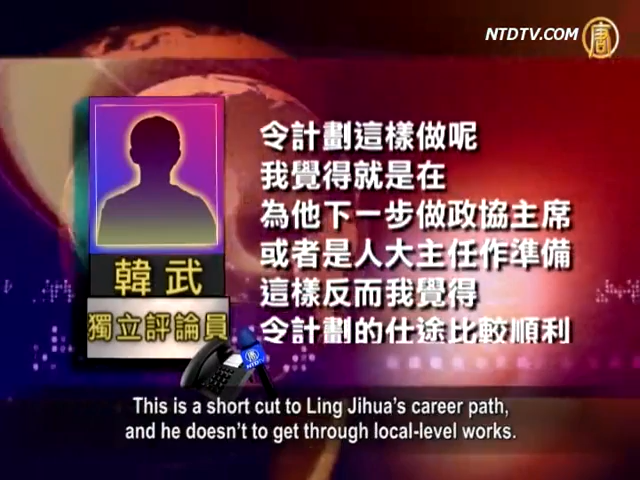 NTDTV.COM
唐
令計劃這樣做呢
我覺得就是在
為他下一步做政協主席
或者是人大主任作準備
這樣反而我覺得
令計劃的仕途比較順利
韓武
獨立評論員
NTDTV
This is a short cut to Ling Jihua's career path,
and he doesn't to get through local-level works.